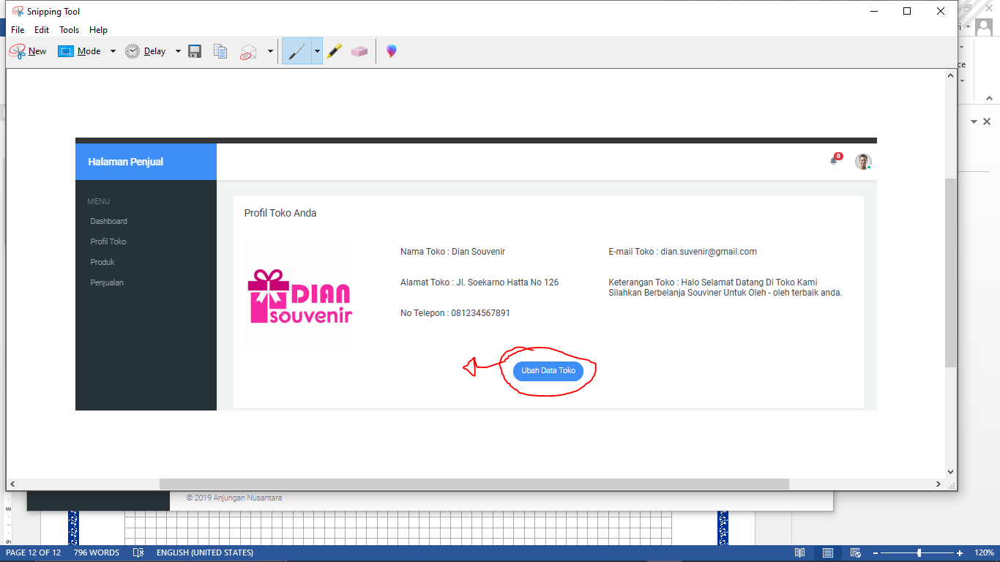 Snipping Tool
File Edit Tools Help
New Mode Delay
ce
Halaman Penjual
0
MENU
Dashboard
Profil Toko
Produk
Penjualan
Profil Toko Anda
DIAN
souvenir
Nama Toko : Dian Souvenir
Alamat Toko : Jl. Soekarno Hatta No 126
No Telepon : 081234567891
E-mail Toko : dian.suvenir@gmail.com
Keterangan Toko : Halo Selamat Datang Di Toko Kami
Silahkan Berbelanja Souviner Untuk Oleh - oleh terbaik anda.
Ubah Data Toko
© 2019 Anjungan Nusantara
8
9
PAGE 12 OF 12 796 WORDS ENGLISH (UNITED STATES) 120%